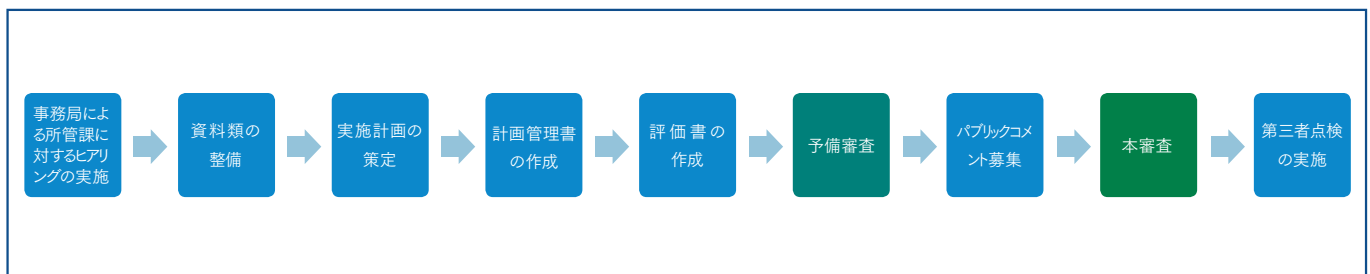 事務局によ
る所管課に
対するヒアリ
ングの実施
資料類の
整備
実施計画の
策定
計画管理書
の作成
評価書の
作成
予備審査
パブリックコメ
ント募集
本審査
第三者点検
の実施